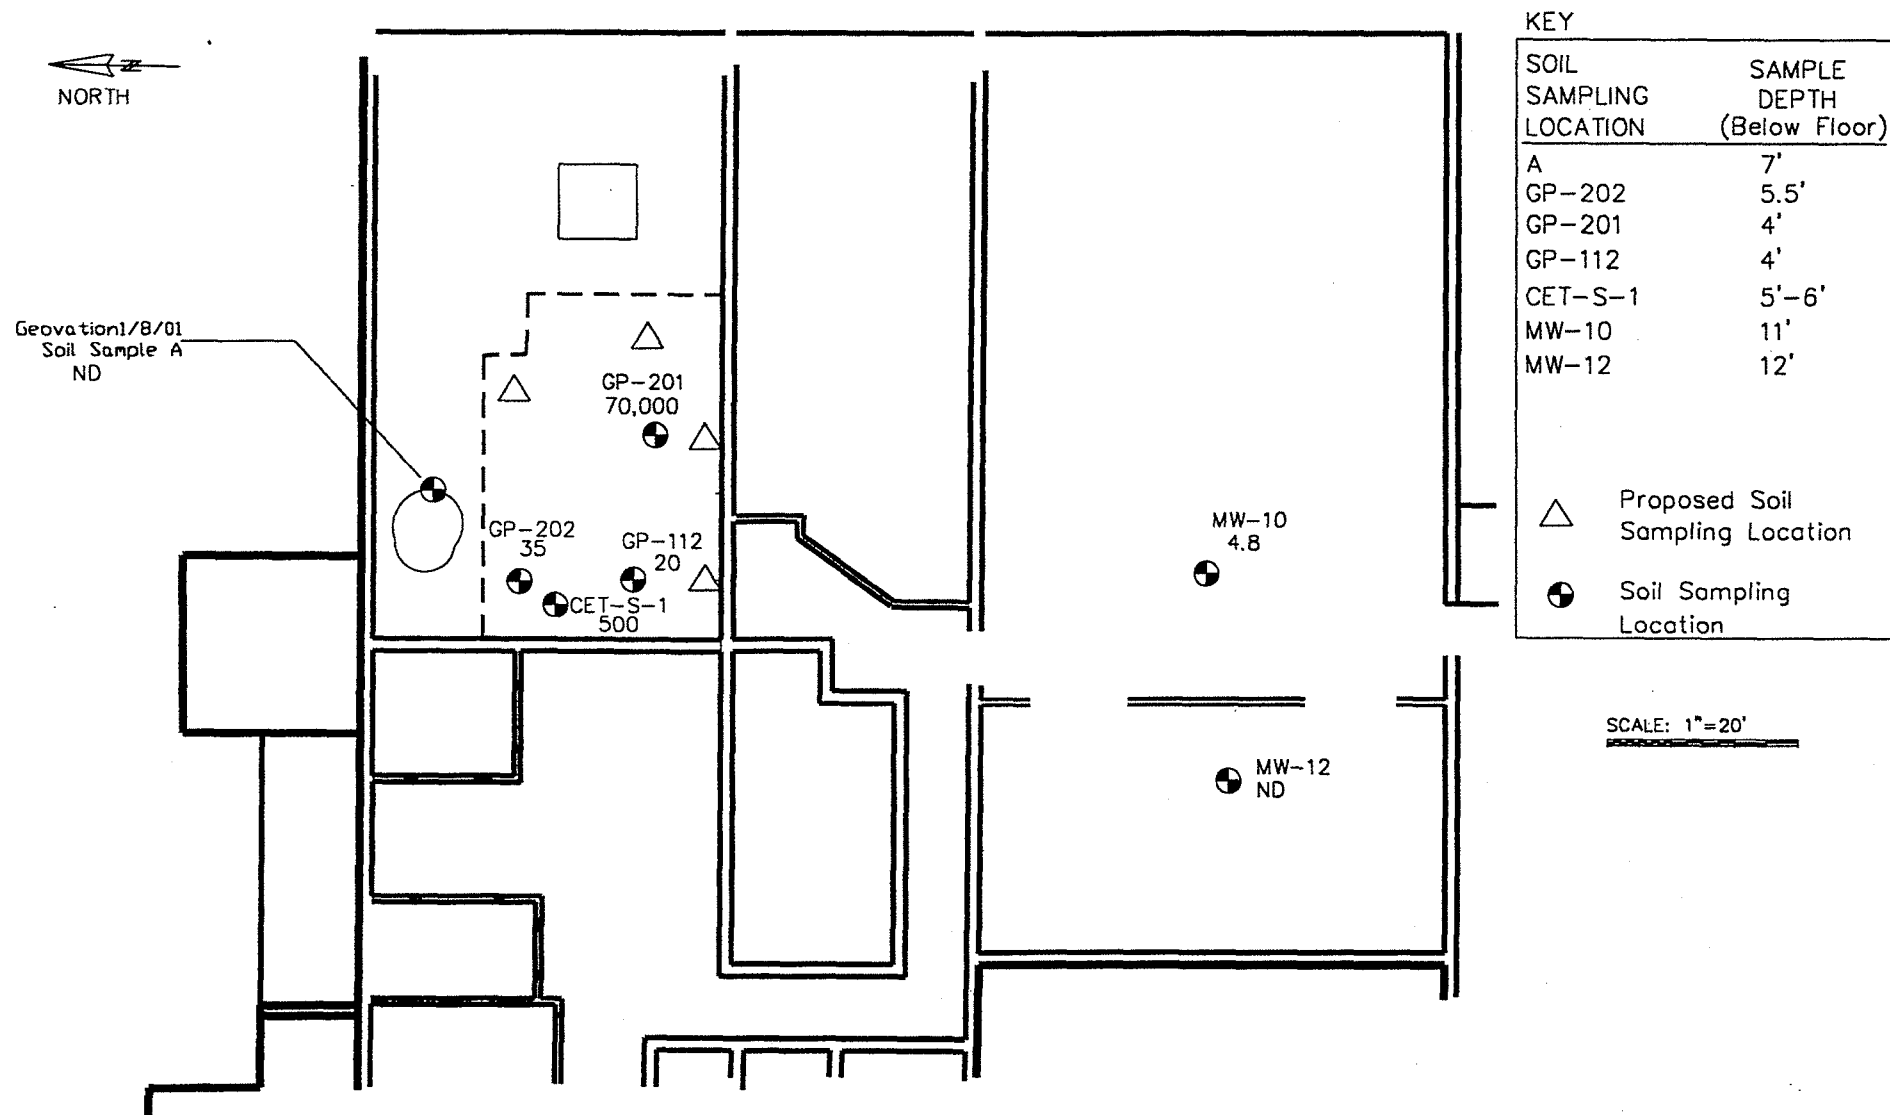 N
NORTH
Geovation1/8/01
Soil Sample A
ND
GP-201
70,000
GP-202
35
GP-112
20
CET-S-1
500
MW-10
4.8
MW-12
ND
KEY
SOIL SAMPLING LOCATION
SAMPLE DEPTH (Below Floor)
A 7'
GP-202 5.5'
GP-201 4'
GP-112 4'
CET-S-1 5'-6'
MW-10 11'
MW-12 12'
Proposed Soil
Sampling Location
Soil Sampling
Location
SCALE: 1"=20'